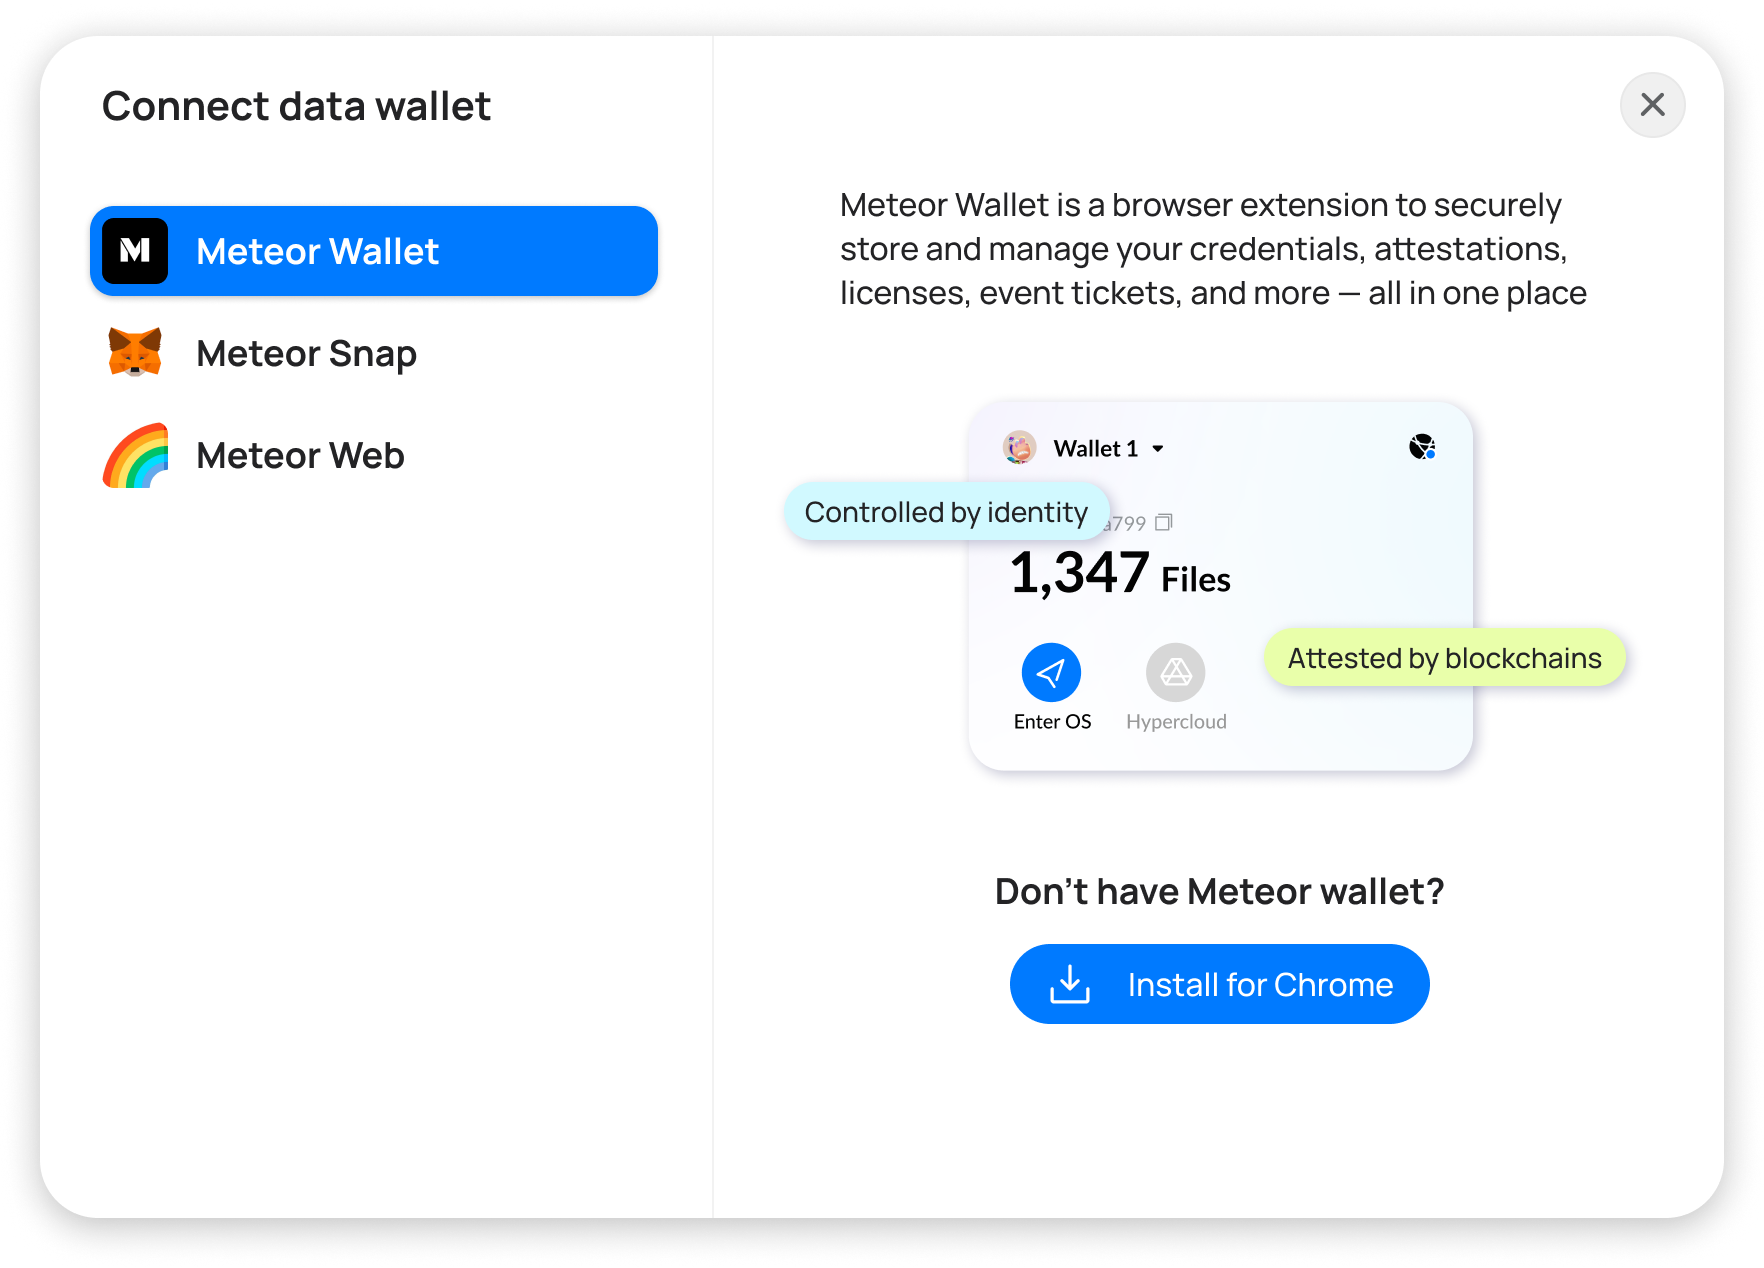 Connect data wallet
Meteor Wallet
Meteor Snap
Meteor Web
Meteor Wallet is a browser extension to securely
store and manage your credentials, attestations,
licenses, event tickets, and more — all in one place
Wallet 1
Controlled by identity
a799
1,347 Files
Attested by blockchains
Enter OS
Hypercloud
Don’t have Meteor wallet?
Install for Chrome